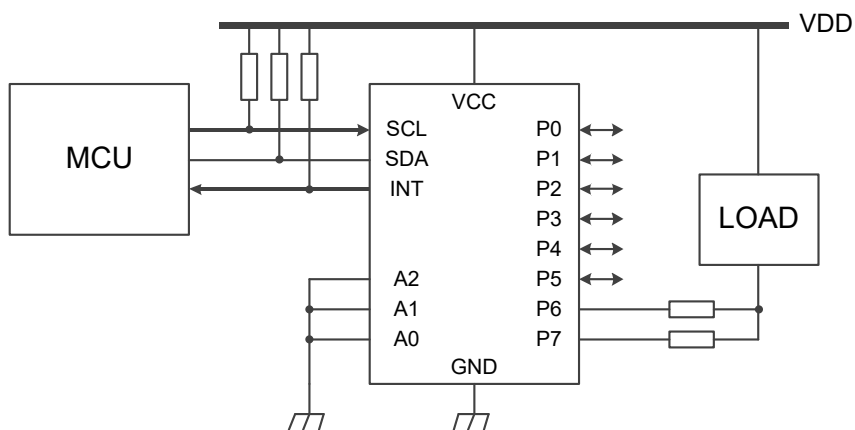 VDD
MCU
VCC
SCL
SDA
INT
A2
A1
A0
GND
P0
P1
P2
P3
P4
P5
P6
P7
LOAD